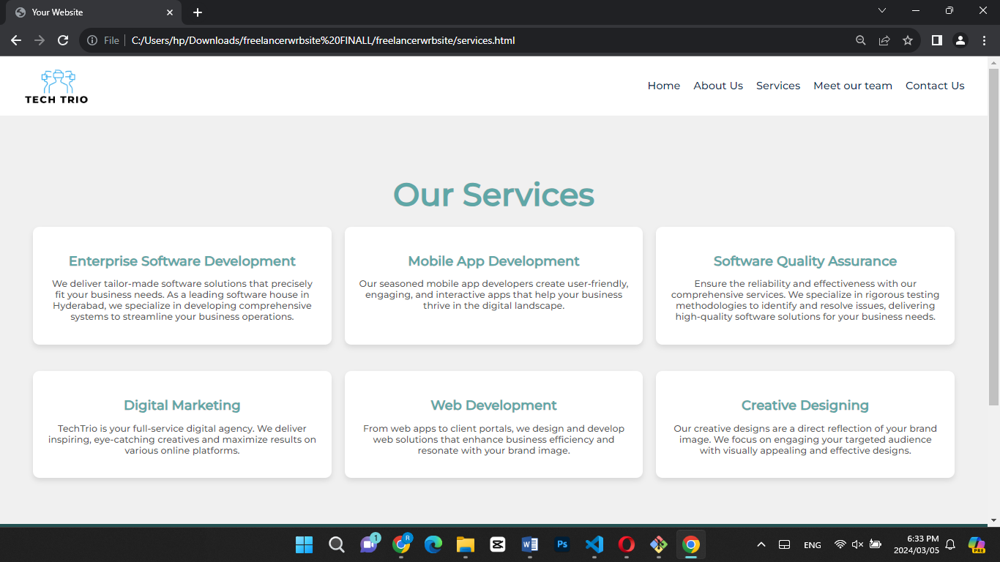 Your Website
File
C:/Users/hp/Downloads/freelancerwrbsite%20FINALL/freelancerwrbsite/services.html
TECH TRIO
Home About Us Services Meet our team Contact Us
Our Services
Enterprise Software Development
We deliver tailor-made software solutions that precisely
fit your business needs. As a leading software house in
Hyderabad, we specialize in developing comprehensive
systems to streamline your business operations.
Mobile App Development
Our seasoned mobile app developers create user-friendly,
engaging, and interactive apps that help your business
thrive in the digital landscape.
Software Quality Assurance
Ensure the reliability and effectiveness with our
comprehensive services. We specialize in rigorous testing
methodologies to identify and resolve issues, delivering
high-quality software solutions for your business needs.
Digital Marketing
TechTrio is your full-service digital agency. We deliver
inspiring, eye-catching creatives and maximize results on
various online platforms.
Web Development
From web apps to client portals, we design and develop
web solutions that enhance business efficiency and
resonate with your brand image.
Creative Designing
Our creative designs are a direct reflection of your brand
image. We focus on engaging your targeted audience
with visually appealing and effective designs.
1
R
W
Ps
ENG
6:33 PM
2024/03/05
PRE